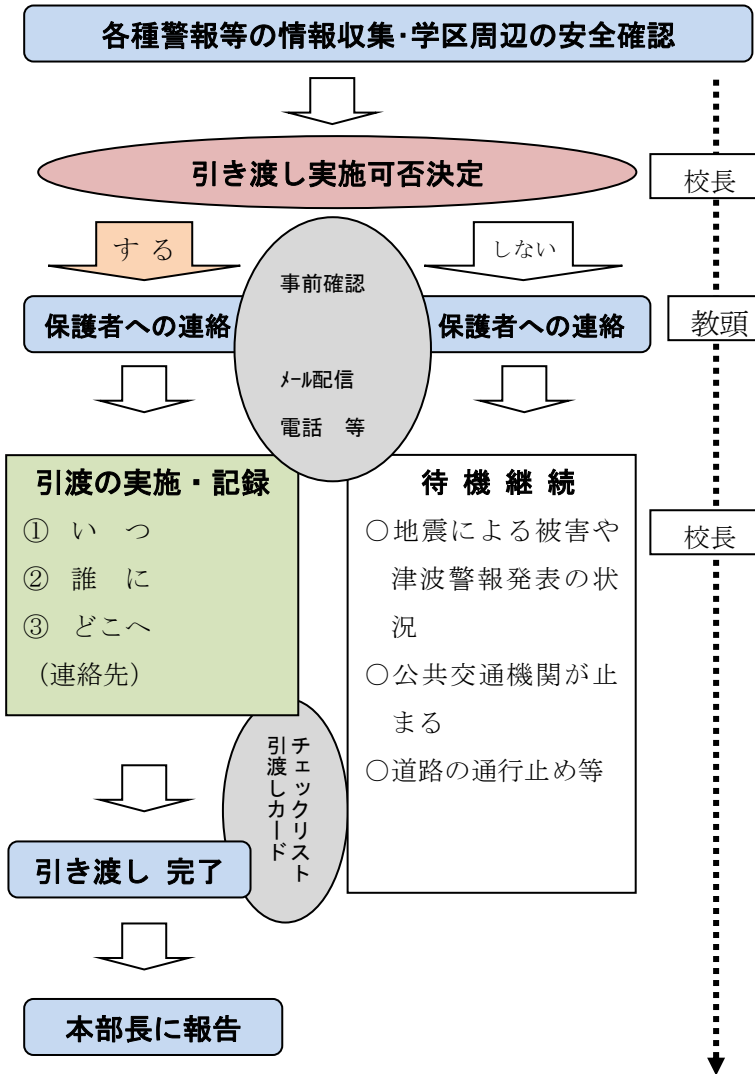 各種警報等の情報収集・学区周辺の安全確認
引き渡し実施可否決定
校長
する
しない
事前確認
メール配信
電話　等
保護者への連絡
保護者への連絡
教頭
引渡の実施・記録
①　い　つ
②　誰　に
③　どこへ
（連絡先）
待 機 継 続
○地震による被害や
津波警報発表の状
況
○公共交通機関が止
まる
○道路の通行止め等
校長
チェックリスト
引渡しカード
引き渡し 完了
本部長に報告